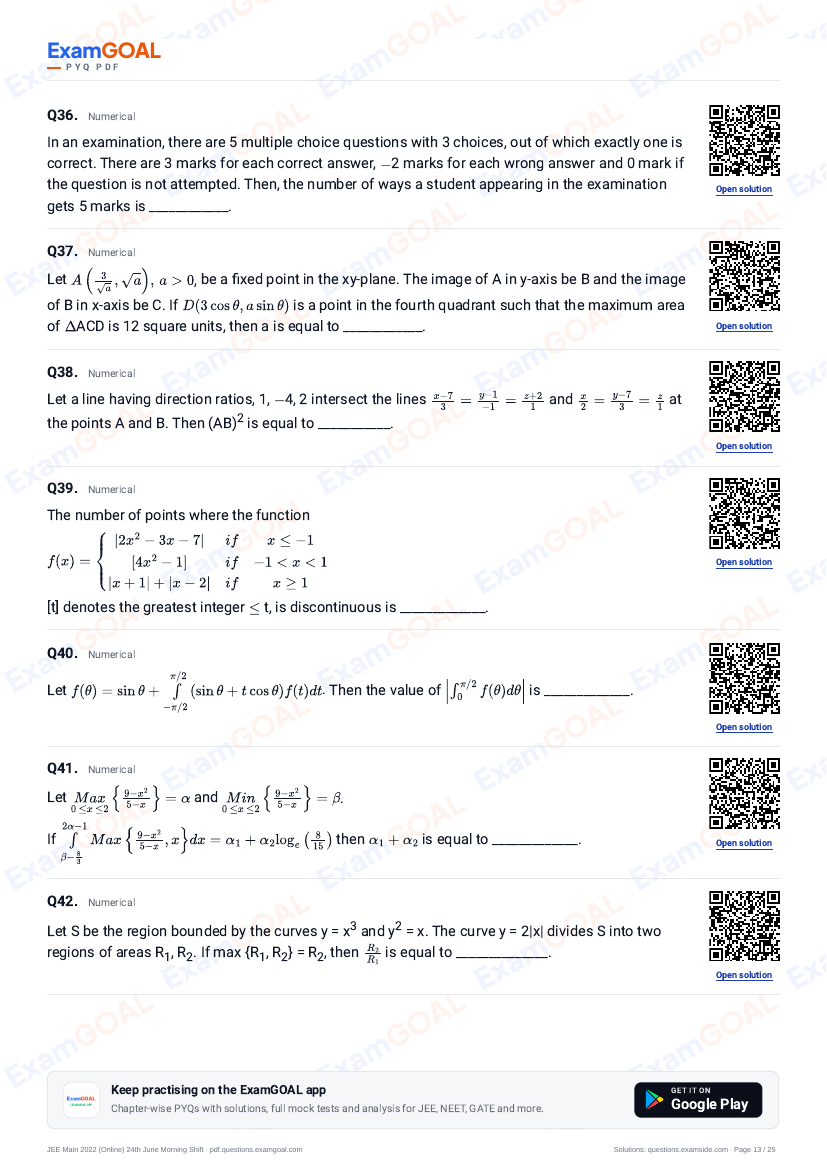 ExamGOAL
PYQ PDF
Q36. Numerical
In an examination, there are 5 multiple choice questions with 3 choices, out of which exactly one is
correct. There are 3 marks for each correct answer, −2 marks for each wrong answer and 0 mark if
the question is not attempted. Then, the number of ways a student appearing in the examination
gets 5 marks is ____________.
Open solution
Q37. Numerical
Let A (3/√a, √a), a > 0, be a fixed point in the xy-plane. The image of A in y-axis be B and the image
of B in x-axis be C. If D(3 cos θ, a sin θ) is a point in the fourth quadrant such that the maximum area
of ΔACD is 12 square units, then a is equal to ____________.
Open solution
Q38. Numerical
Let a line having direction ratios, 1, −4, 2 intersect the lines (x−7)/3 = (y−1)/−1 = (z+2)/1 and x/2 = (y−7)/3 = z/1 at
the points A and B. Then (AB)² is equal to ___________.
Open solution
Q39. Numerical
The number of points where the function
f(x) = { |2x² − 3x − 7| if x ≤ −1
[4x² − 1] if −1 < x < 1
|x + 1| + |x − 2| if x ≥ 1
[t] denotes the greatest integer ≤ t, is discontinuous is _____________.
Open solution
Q40. Numerical
Let f(θ) = sin θ + ∫_{−π/2}^{π/2} (sin θ + t cos θ) f(t)dt. Then the value of |∫_0^{π/2} f(θ)dθ| is _____________.
Open solution
Q41. Numerical
Let Max_{0≤x≤2} {(9−x²)/(5−x)} = α and Min_{0≤x≤2} {(9−x²)/(5−x)} = β.
If ∫_{β−8/3}^{2α−1} Max {(9−x²)/(5−x), x} dx = α₁ + α₂ logₑ (8/15) then α₁ + α₂ is equal to _____________.
Open solution
Q42. Numerical
Let S be the region bounded by the curves y = x³ and y² = x. The curve y = 2|x| divides S into two
regions of areas R₁, R₂. If max {R₁, R₂} = R₂, then R₂/R₁ is equal to ______________.
Open solution
Keep practising on the ExamGOAL app
Chapter-wise PYQs with solutions, full mock tests and analysis for JEE, NEET, GATE and more.
GET IT ON
Google Play
JEE Main 2022 (Online) 24th June Morning Shift · pdf.questions.examgoal.com
Solutions: questions.examside.com · Page 13 / 25